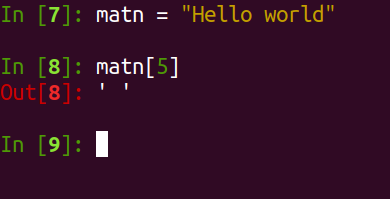 In [7]: matn = "Hello world"
In [8]: matn[5]
Out[8]: ' '
In [9]: